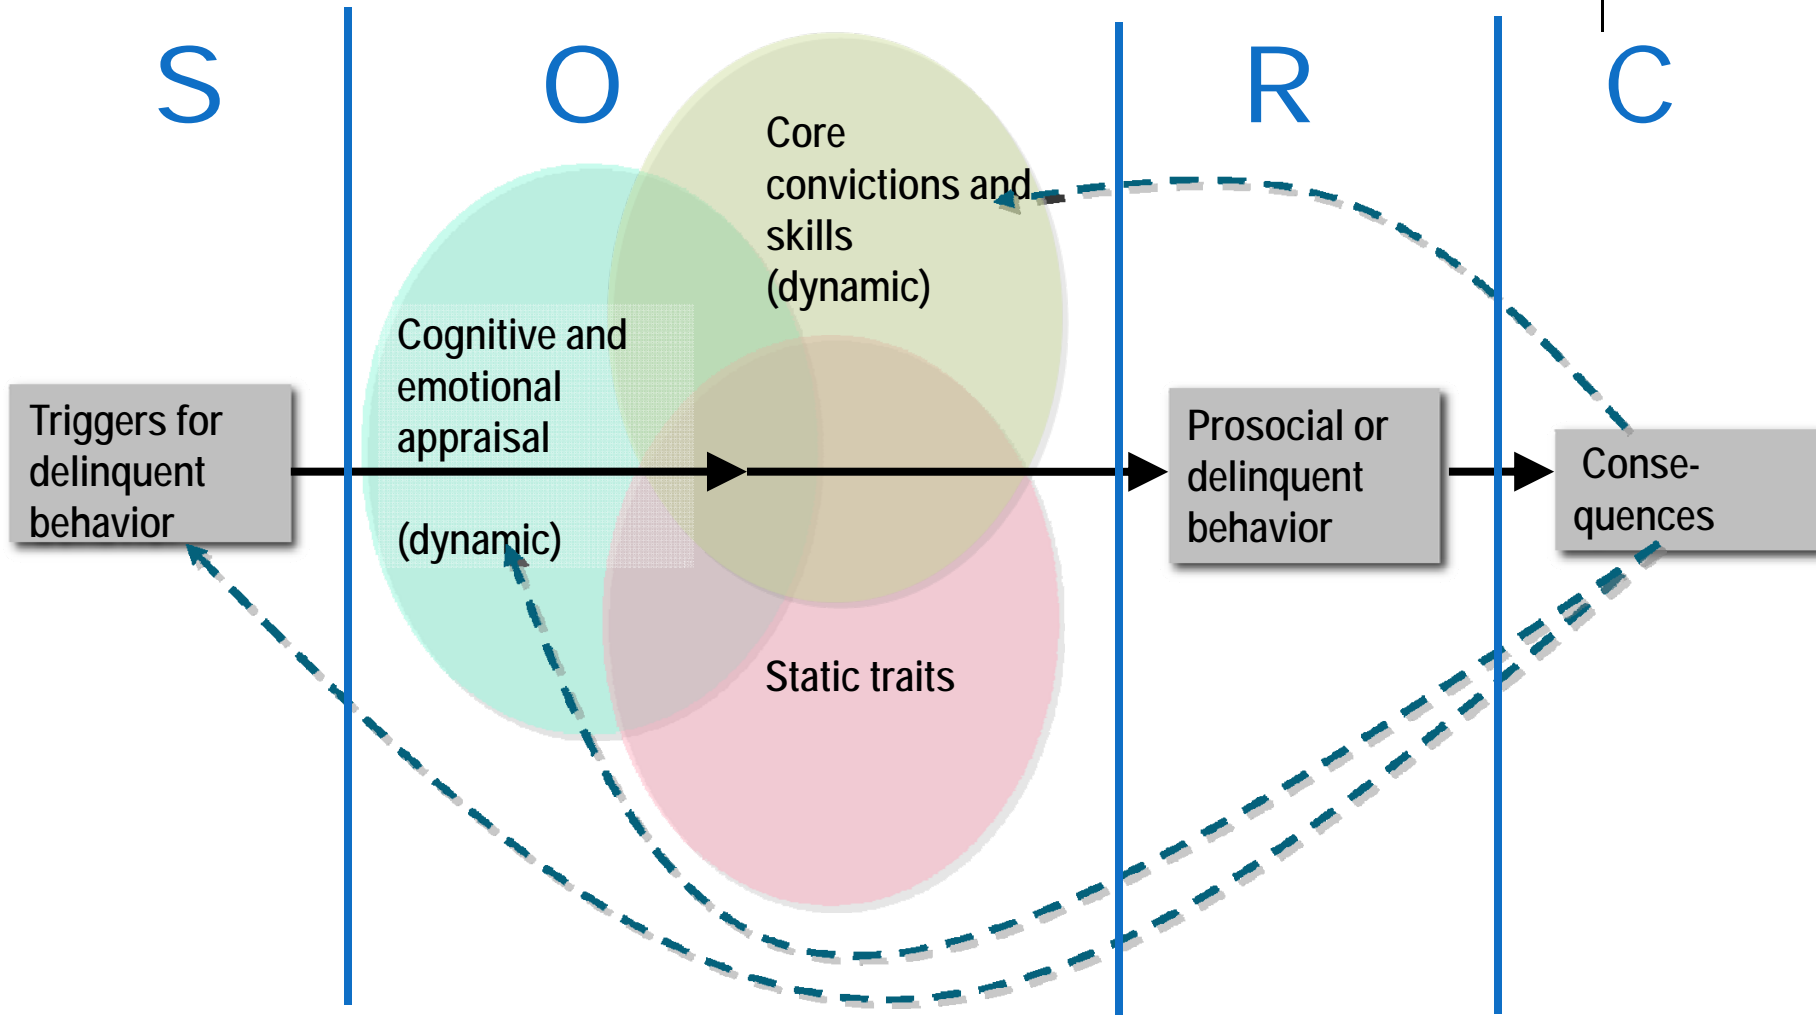 S
O
R
C
Core
convictions and
skills
(dynamic)
Cognitive and
emotional
appraisal
(dynamic)
Triggers for
delinquent
behavior
Prosocial or
delinquent
behavior
Conse-
quences
Static traits